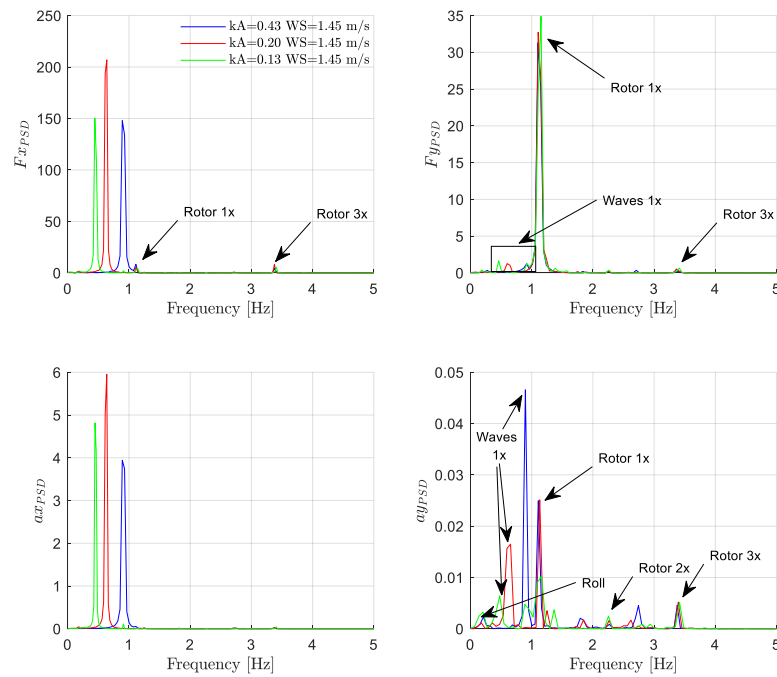 kA=0.43 WS=1.45 m/s
kA=0.20 WS=1.45 m/s
kA=0.13 WS=1.45 m/s
Rotor 1x
Rotor 3x
250
200
150
100
50
0
0 1 2 3 4 5
Frequency [Hz]
Fx_PSD
35
30
25
20
15
10
5
0
Rotor 1x
Waves 1x
Rotor 3x
0 1 2 3 4 5
Frequency [Hz]
Fy_PSD
6
5
4
3
2
1
0
0 1 2 3 4 5
Frequency [Hz]
ax_PSD
0.05
0.04
0.03
0.02
0.01
0
Waves
1x
Rotor 1x
Rotor 2x
Rotor 3x
Roll
0 1 2 3 4 5
Frequency [Hz]
ay_PSD